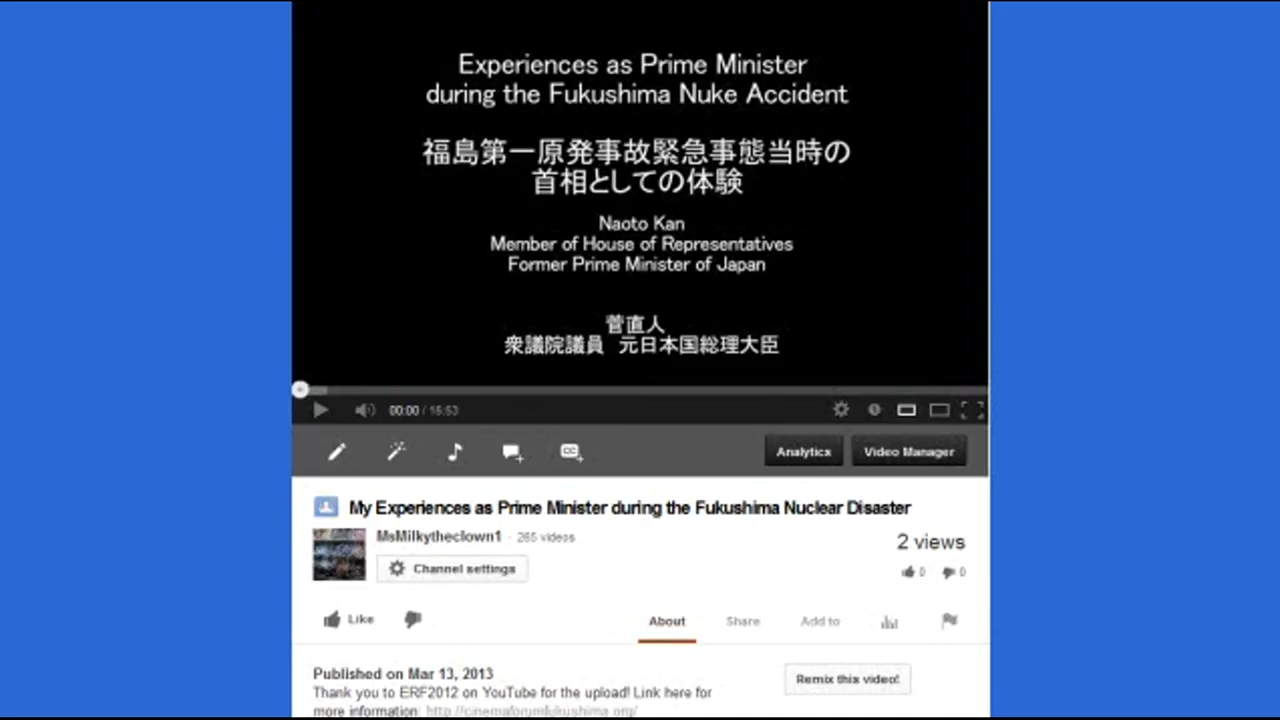 Experiences as Prime Minister
during the Fukushima Nuke Accident
福島第一原発事故緊急事態当時の
首相としての体験
Naoto Kan
Member of House of Representatives
Former Prime Minister of Japan
菅直人
衆議院議員 元日本国総理大臣
00:00 / 15:53
Analytics
Video Manager
My Experiences as Prime Minister during the Fukushima Nuclear Disaster
MsMilkytheclown1 · 265 videos
2 views
Channel settings
0 0
Like
About
Share
Add to
Published on Mar 13, 2013
Remix this video!
Thank you to ERF2012 on YouTube for the upload! Link here for
more information: http://cinemaforumfukushima.org/